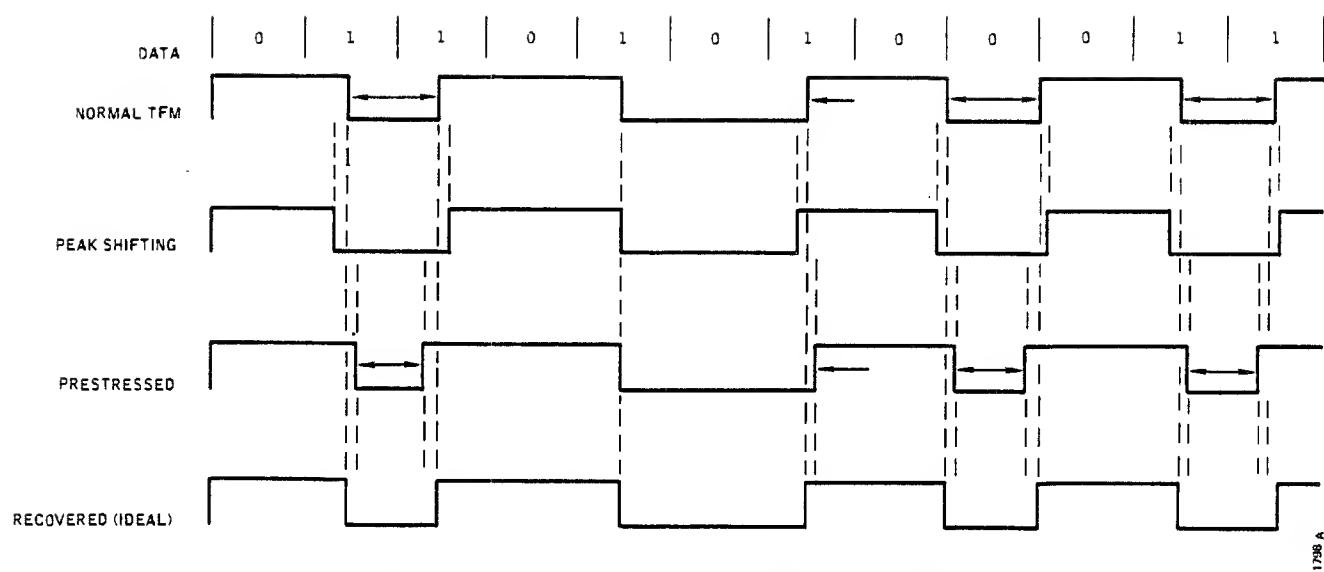 DATA 0 1 1 0 1 0 1 0 0 0 1 1
NORMAL TFM
PEAK SHIFTING
PRESTRESSED
RECOVERED (IDEAL)
1798 A